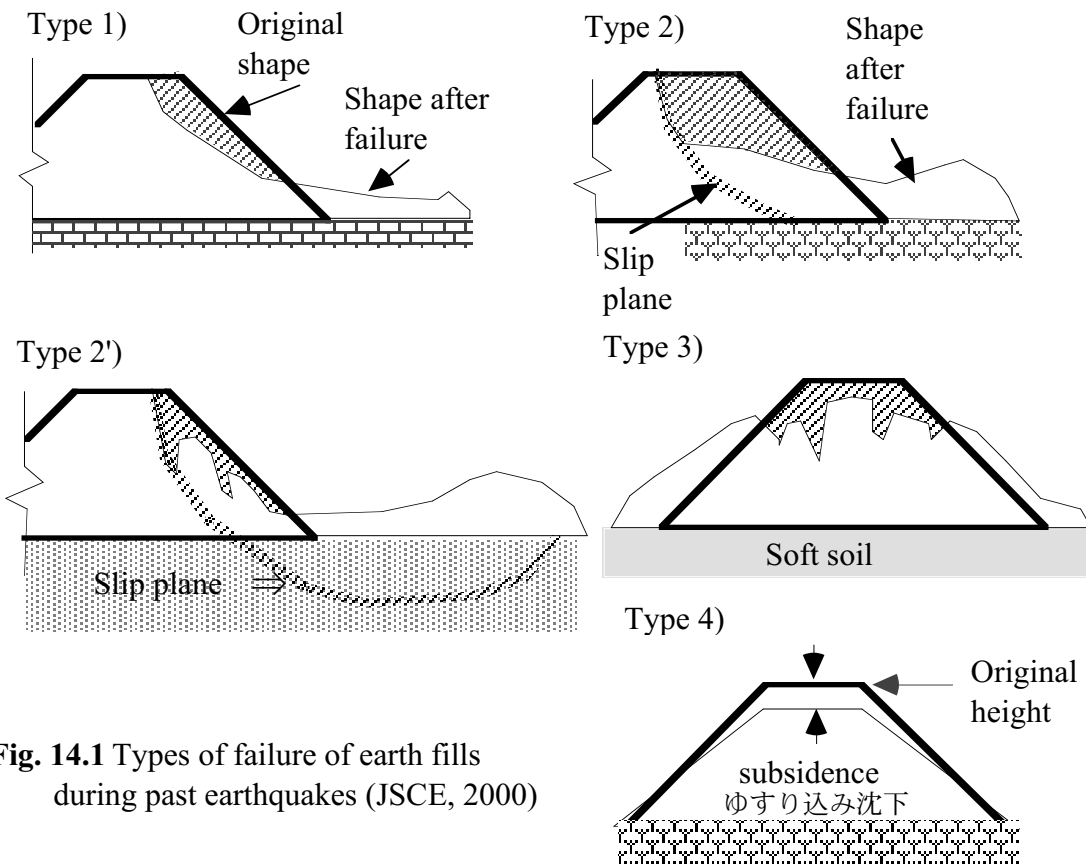 Type 1)
Original
shape
Shape after
failure
Type 2)
Shape
after
failure
Slip
plane
Type 2')
Slip plane
Type 3)
Soft soil
Type 4)
Original
height
subsidence
ゆすり込み沈下
Fig. 14.1 Types of failure of earth fills
during past earthquakes (JSCE, 2000)